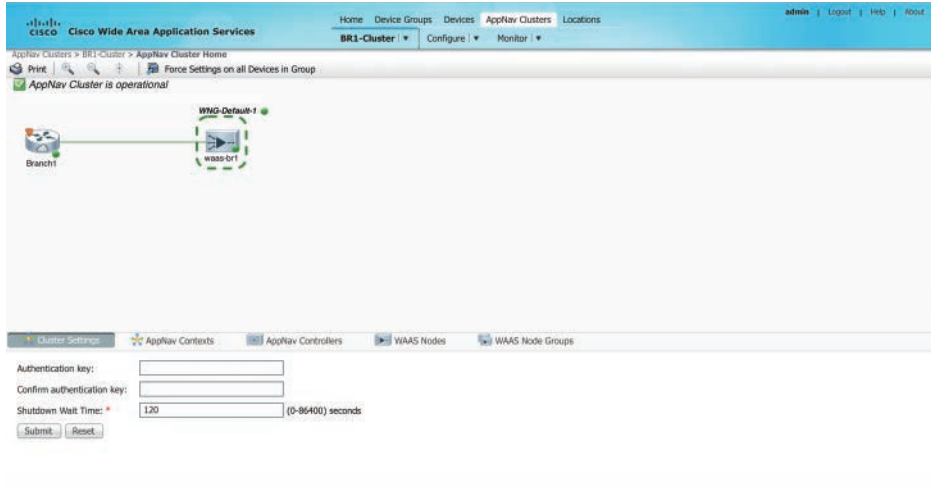 cisco Cisco Wide Area Application Services
Home Device Groups Devices AppNav Clusters Locations
admin | Logout | Help | About
BR1-Cluster Configure Monitor
AppNav Clusters > BR1-Cluster > AppNav Cluster Home
Print Force Settings on all Devices in Group
AppNav Cluster is operational
WNG-Default-1
Branch1
waas-br1
Cluster Settings AppNav Contexts AppNav Controllers WAAS Nodes WAAS Node Groups
Authentication key:
Confirm authentication key:
Shutdown Wait Time: * 120 (0-86400) seconds
Submit Reset